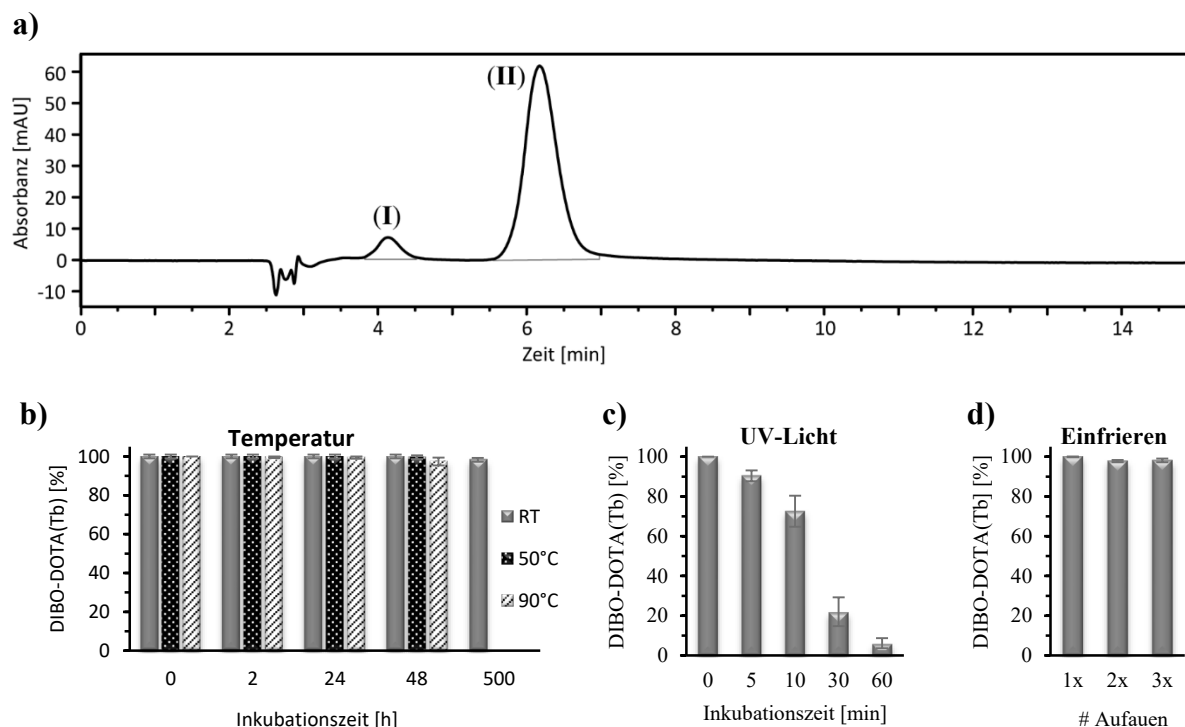 a)
Absorbanz [mAU]
60
50
40
30
20
10
0
-10
(I)
(II)
0 2 4 6 8 10 12 14
Zeit [min]
b)
Temperatur
DIBO-DOTA(Tb) [%]
100
80
60
40
20
0
0 2 24 48 500
Inkubationszeit [h]
RT
50°C
90°C
c)
UV-Licht
DIBO-DOTA(Tb) [%]
100
80
60
40
20
0
0 5 10 30 60
Inkubationszeit [min]
d)
Einfrieren
DIBO-DOTA(Tb] [%]
100
80
60
40
20
0
1x 2x 3x
# Aufauen